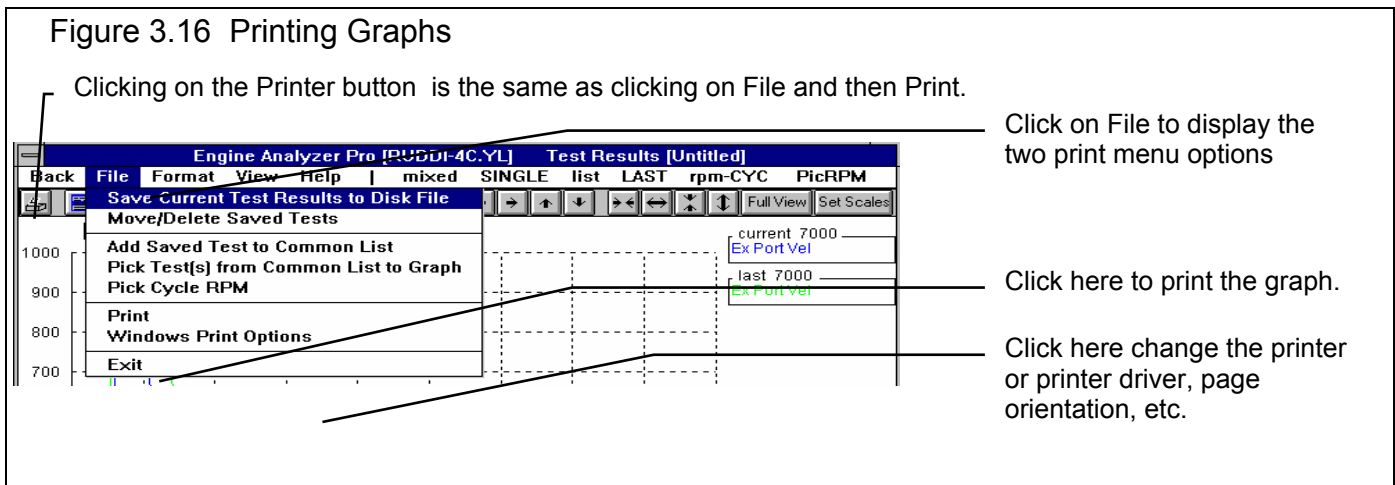 Figure 3.16 Printing Graphs
Clicking on the Printer button is the same as clicking on File and then Print.
Click on File to display the
two print menu options
Engine Analyzer Pro [BUDDI-4C.YL] Test Results [Untitled]
Back File Format View Help | mixed SINGLE list LAST rpm-CYC PicRPM
Save Current Test Results to Disk File
Full View Set Scales
Move/Delete Saved Tests
Add Saved Test to Common List
Pick Test(s) from Common List to Graph
Pick Cycle RPM
Print
Windows Print Options
Exit
1000
900
800
700
current 7000
Ex Port Vel
last 7000
Ex Port Vel
Click here to print the graph.
Click here change the printer
or printer driver, page
orientation, etc.